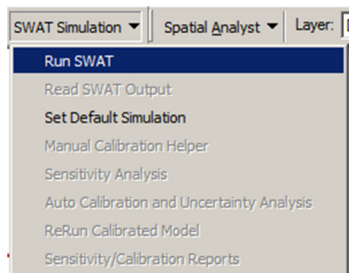 SWAT Simulation Spatial Analyst Layer:
Run SWAT
Read SWAT Output
Set Default Simulation
Manual Calibration Helper
Sensitivity Analysis
Auto Calibration and Uncertainty Analysis
ReRun Calibrated Model
Sensitivity/Calibration Reports